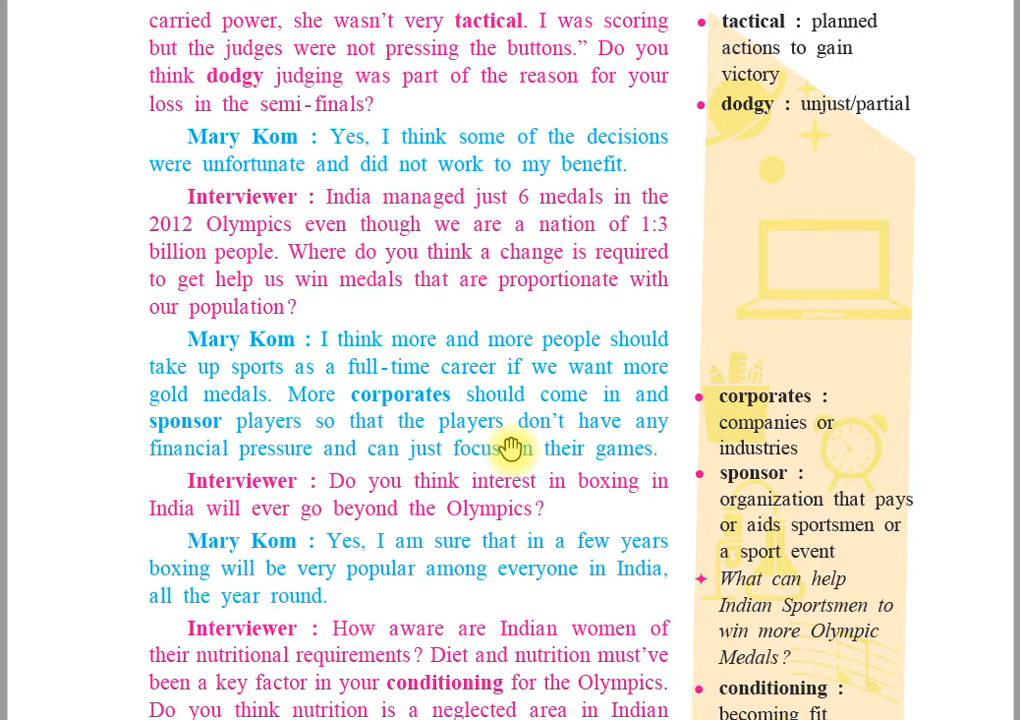 carried power, she wasn't very tactical. I was scoring
but the judges were not pressing the buttons.” Do you
think dodgy judging was part of the reason for your
loss in the semi-finals?
Mary Kom : Yes, I think some of the decisions
were unfortunate and did not work to my benefit.
Interviewer : India managed just 6 medals in the
2012 Olympics even though we are a nation of 1:3
billion people. Where do you think a change is required
to get help us win medals that are proportionate with
our population?
Mary Kom : I think more and more people should
take up sports as a full-time career if we want more
gold medals. More corporates should come in and
sponsor players so that the players don't have any
financial pressure and can just focus their games.
Interviewer : Do you think interest in boxing in
India will ever go beyond the Olympics?
Mary Kom : Yes, I am sure that in a few years
boxing will be very popular among everyone in India,
all the year round.
Interviewer : How aware are Indian women of
their nutritional requirements? Diet and nutrition must've
been a key factor in your conditioning for the Olympics.
Do you think nutrition is a neglected area in Indian
• tactical : planned
actions to gain
victory
• dodgy : unjust/partial
• corporates :
companies or
industries
• sponsor :
organization that pays
or aids sportsmen or
a sport event
✦ What can help
Indian Sportsmen to
win more Olympic
Medals?
• conditioning :
becoming fit